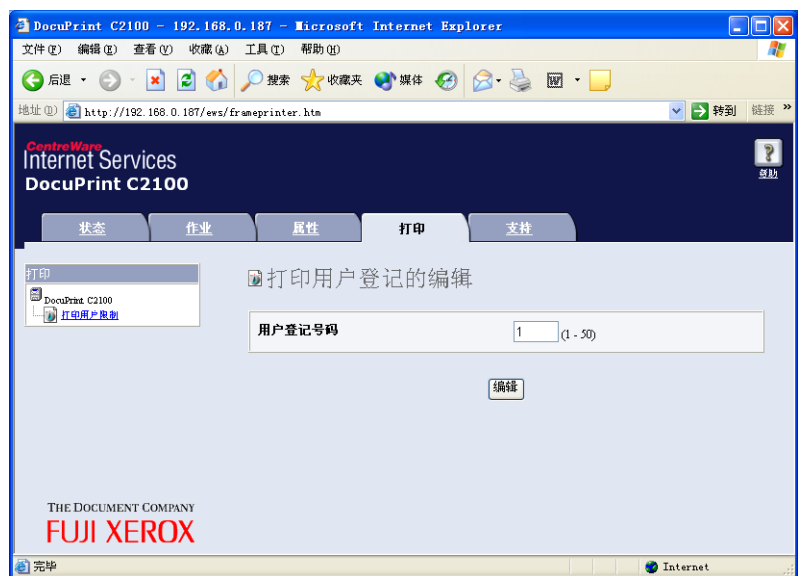 DocuPrint C2100 - 192.168.0.187 - Microsoft Internet Explorer
文件(F) 编辑(E) 查看(V) 收藏(A) 工具(T) 帮助(H)
后退 搜索 收藏夹 媒体
地址(D) http://192.168.0.187/ews/frameprinter.htm 转到 链接 »
CentreWare
Internet Services
DocuPrint C2100
帮助
状态 作业 属性 打印 支持
打印
DocuPrint C2100
打印用户限制
打印用户登记的编辑
用户登记号码 1 (1 - 50)
编辑
THE DOCUMENT COMPANY
FUJI XEROX
完毕 Internet